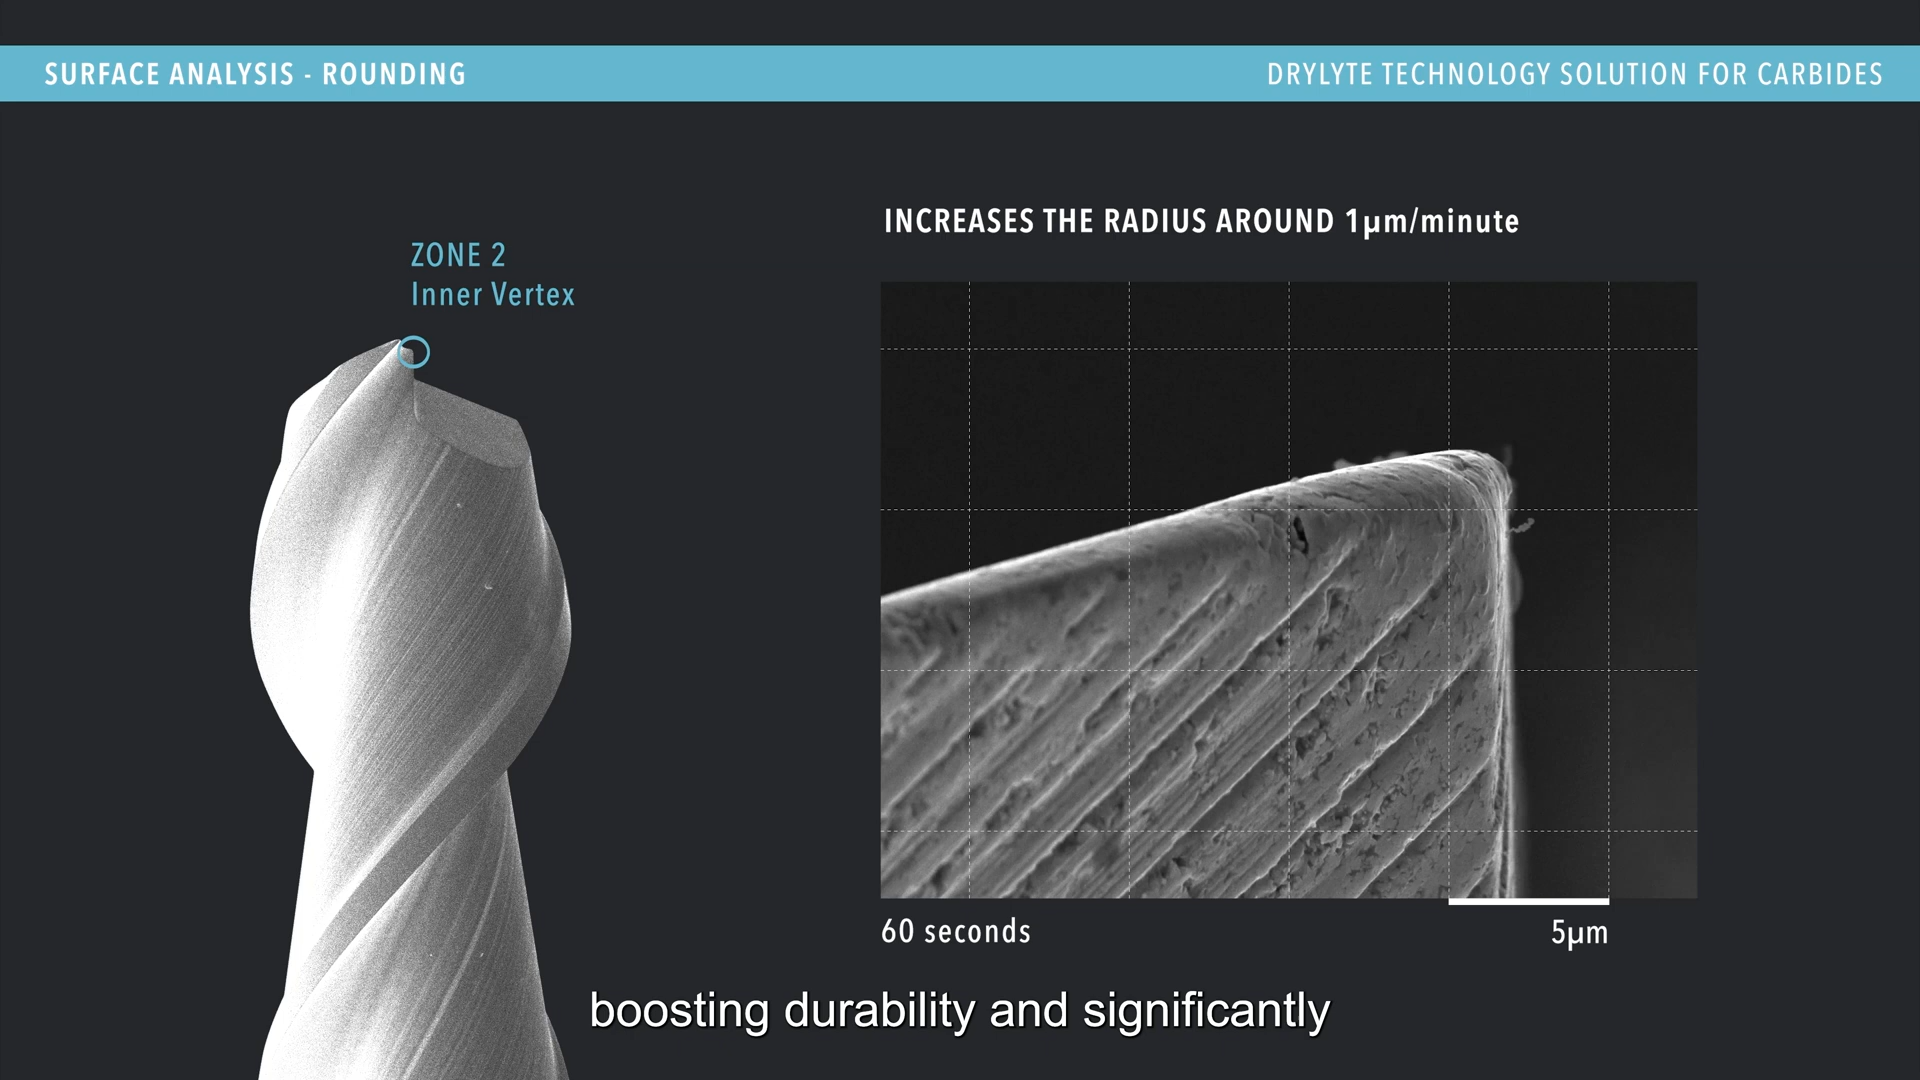 SURFACE ANALYSIS - ROUNDING
DRYLYTE TECHNOLOGY SOLUTION FOR CARBIDES
INCREASES THE RADIUS AROUND 1µm/minute
ZONE 2
Inner Vertex
60 seconds
5µm
boosting durability and significantly